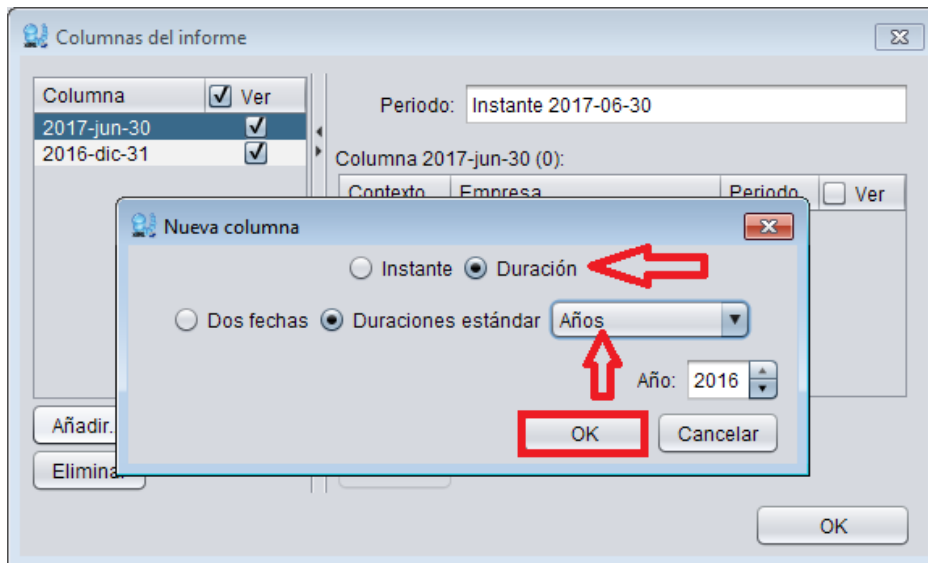 Columnas del informe
Columna Ver
2017-jun-30
2016-dic-31
Periodo: Instante 2017-06-30
Columna 2017-jun-30 (0):
Contexto Empresa Periodo Ver
Nueva columna
Instante Duración
Dos fechas Duraciones estándar Años
Año: 2016
OK Cancelar
Añadir..
Elimina
OK